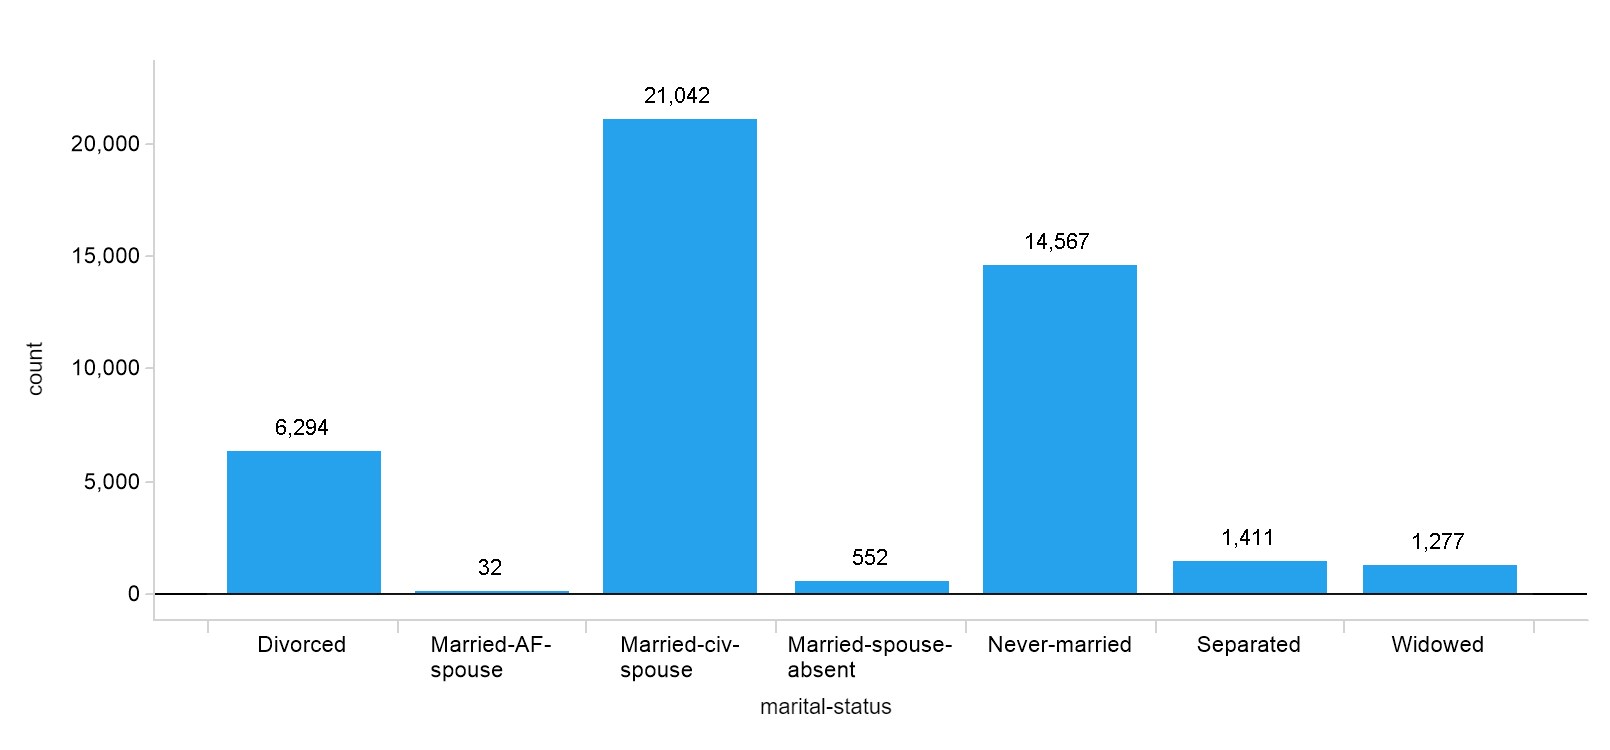 21,042
20,000
14,567
15,000
10,000
count
6,294
5,000
1,411
1,277
552
32
0
Divorced
Married-AF-
spouse
Married-civ-
spouse
Married-spouse-
absent
Never-married
Separated
Widowed
marital-status